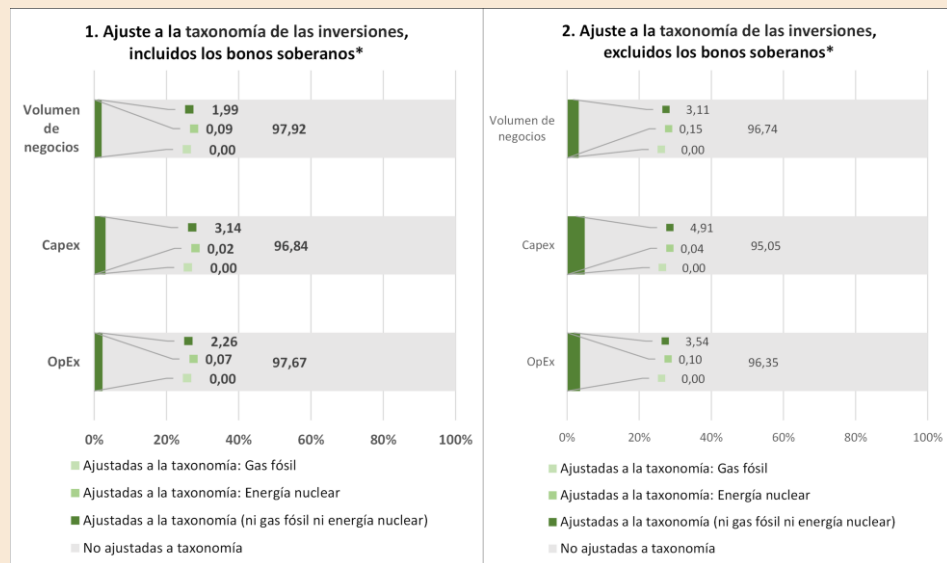 1. Ajuste a la taxonomía de las inversiones,
incluidos los bonos soberanos*
Volumen
de
negocios
1,99
0,09
97,92
0,00
Capex
3,14
0,02
96,84
0,00
OpEx
2,26
0,07
97,67
0,00
0%
20%
40%
60%
80%
100%
Ajustadas a la taxonomía: Gas fósil
Ajustadas a la taxonomía: Energía nuclear
Ajustadas a la taxonomía (ni gas fósil ni energía nuclear)
No ajustadas a taxonomía
2. Ajuste a la taxonomía de las inversiones,
excluidos los bonos soberanos*
Volumen de
negocios
3,11
0,15
96,74
0,00
Capex
4,91
0,04
95,05
0,00
OpEx
3,54
0,10
96,35
0,00
0%
20%
40%
60%
80%
100%
Ajustadas a la taxonomía: Gas fósil
Ajustadas a la taxonomía: Energía nuclear
Ajustadas a la taxonomía (ni gas fósil ni energía nuclear)
No ajustadas a taxonomía